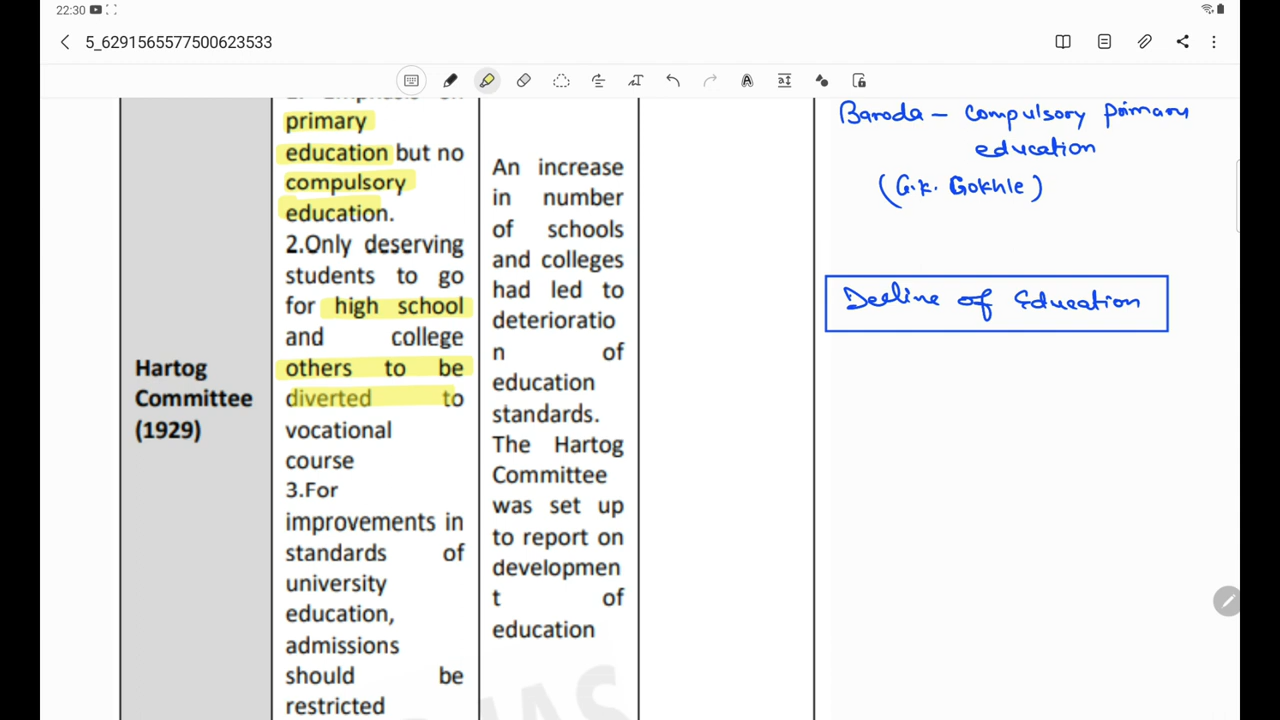 22:30
5_6291565577500623533
primary
education but no
compulsory
education.
2.Only deserving
students to go
for high school
and college
others to be
diverted to
vocational
course
3.For
improvements in
standards of
university
education,
admissions
should be
restricted
Hartog
Committee
(1929)
An increase
in number
of schools
and colleges
had led to
deterioratio
n of
education
standards.
The Hartog
Committee
was set up
to report on
developmen
t of
education
Baroda - Compulsory Primary
education
(G.K. Gokhle)
Decline of Education